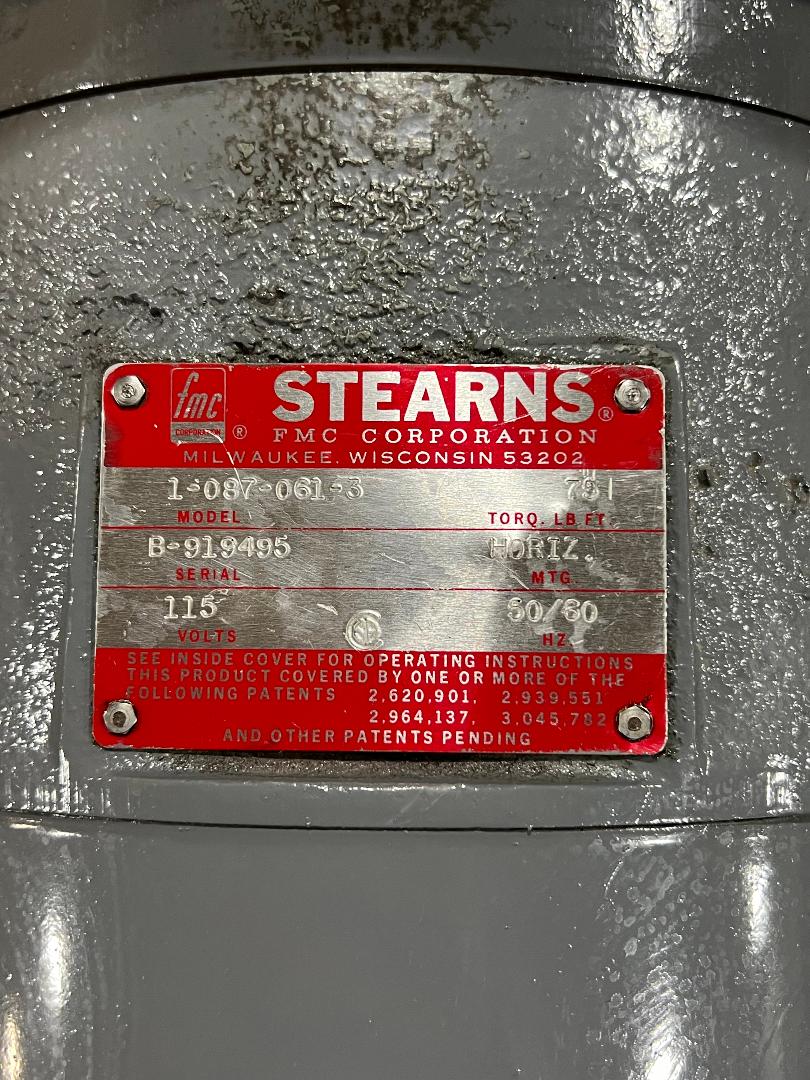 fmc
CORPORATION ®
STEARNS®
FMC CORPORATION
MILWAUKEE, WISCONSIN 53202
1-087-061-3
MODEL TORQ. LB.FT.
B-919495 HORIZ.
SERIAL MTG.
115 50/60
VOLTS HZ.
SEE INSIDE COVER FOR OPERATING INSTRUCTIONS
THIS PRODUCT COVERED BY ONE OR MORE OF THE
FOLLOWING PATENTS 2,620,901, 2,939,551
2,964,137, 3,045,782
AND OTHER PATENTS PENDING